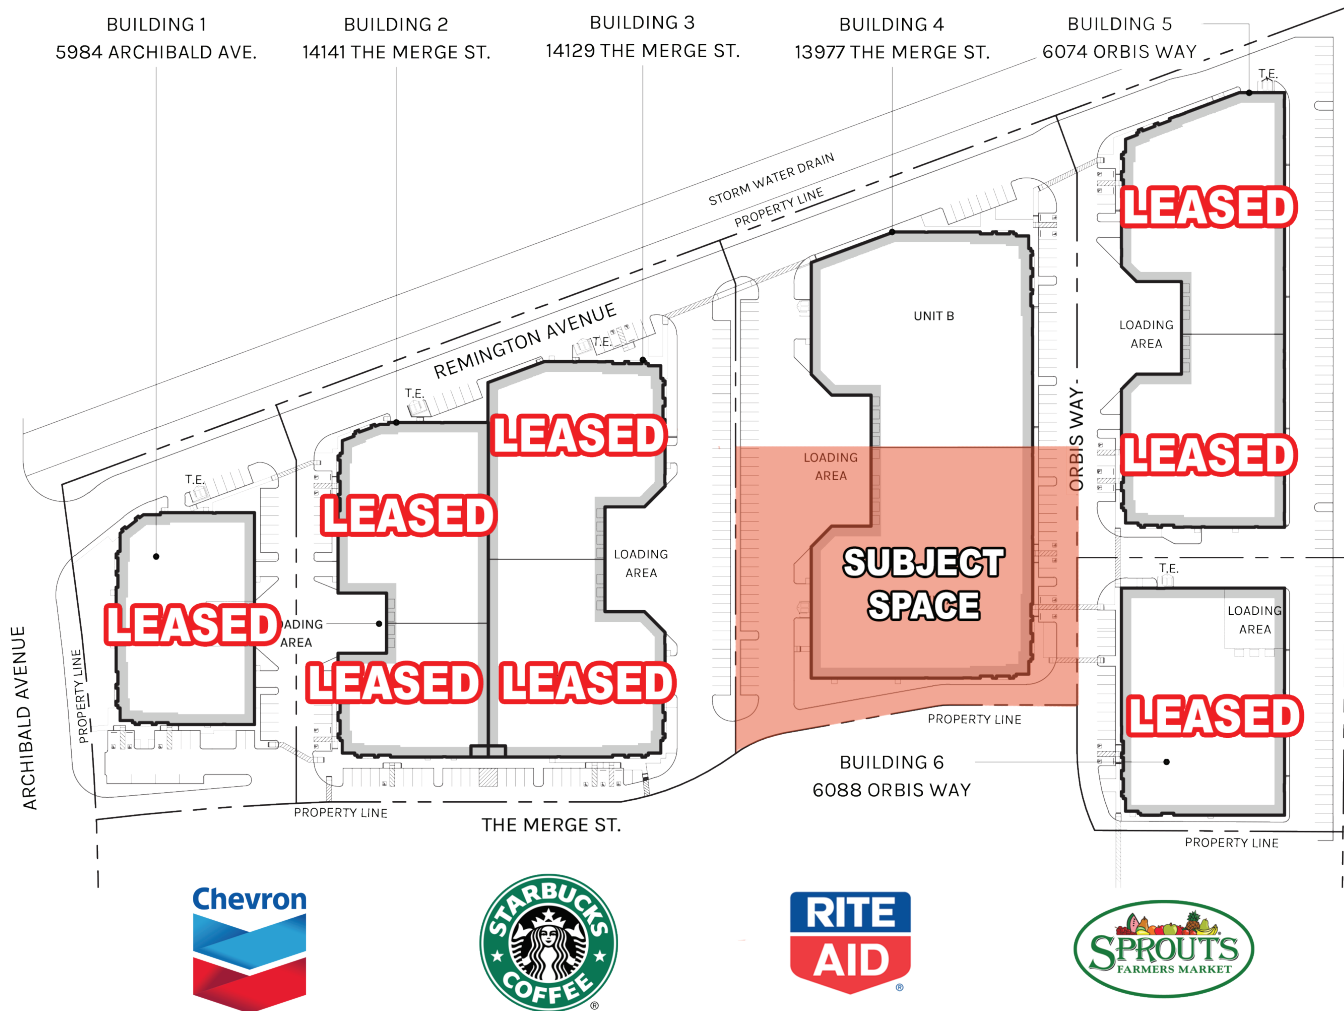 BUILDING 1
5984 ARCHIBALD AVE.
BUILDING 2
14141 THE MERGE ST.
BUILDING 3
14129 THE MERGE ST.
BUILDING 4
13977 THE MERGE ST.
BUILDING 5
6074 ORBIS WAY
T.E.
STORM WATER DRAIN
PROPERTY LINE
LEASED
UNIT B
REMINGTON AVENUE
T.E.
LOADING
AREA
T.E.
ORBIS WAY
LEASED
LEASED
LOADING
AREA
T.E.
LEASED
LOADING
AREA
SUBJECT
SPACE
T.E.
LEASED
OADING
AREA
LOADING
AREA
LEASED
LEASED
LEASED
ARCHIBALD AVENUE
PROPERTY LINE
PROPERTY LINE
BUILDING 6
6088 ORBIS WAY
PROPERTY LINE
THE MERGE ST.
PROPERTY LINE
Chevron
STARBUCKS
COFFEE
®
RITE
AID
®
SPROUTS
FARMERS MARKET